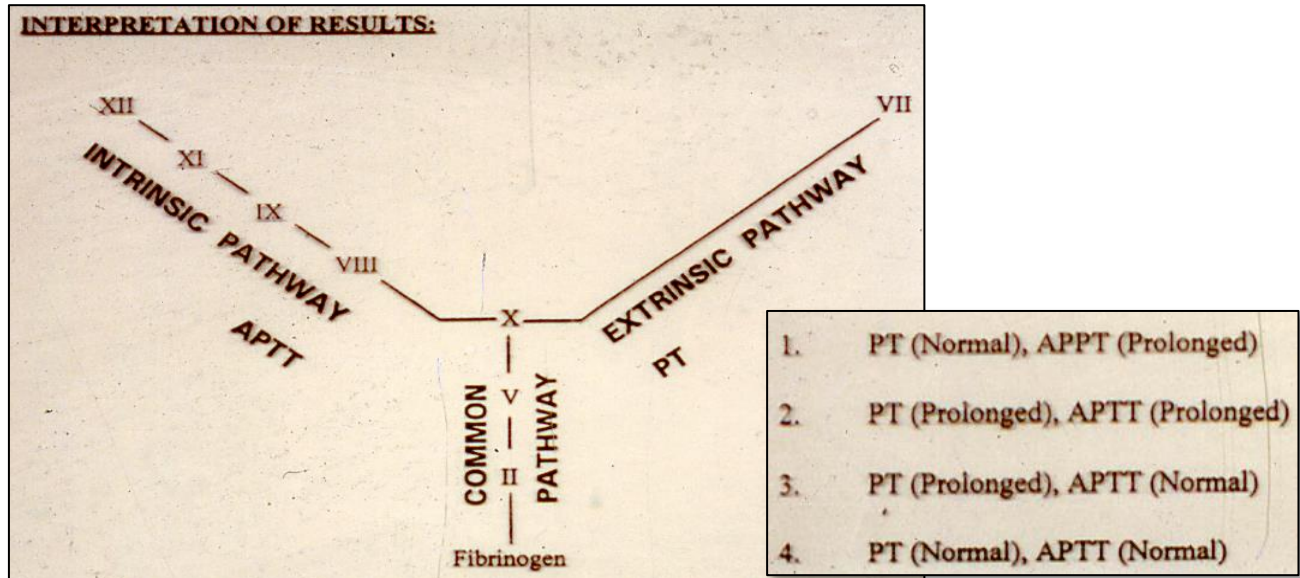 INTERPRETATION OF RESULTS:
XII
VII
XI
IX
VIII
INTRINSIC PATHWAY
APTT
X
EXTRINSIC PATHWAY
PT
V
II
COMMON PATHWAY
Fibrinogen
1. PT (Normal), APPT (Prolonged)
2. PT (Prolonged), APTT (Prolonged)
3. PT (Prolonged), APTT (Normal)
4. PT (Normal), APTT (Normal)